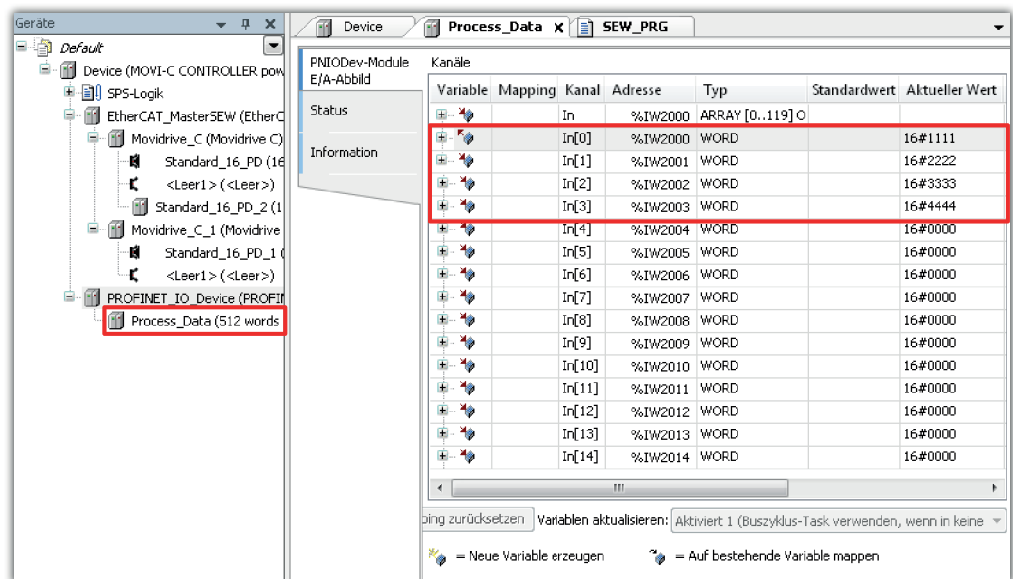 Geräte
Default
Device (MOVI-C CONTROLLER pow
SPS-Logik
EtherCAT_MasterSEW (EtherC
Movidrive_C (Movidrive C)
Standard_16_PD (16
<Leer1> (<Leer>)
Standard_16_PD_2 (1
Movidrive_C_1 (Movidrive
Standard_16_PD_1 (
<Leer1> (<Leer>)
PROFINET_IO_Device (PROFIN
Process_Data (512 words
Device Process_Data x SEW_PRG
PNIODev-Module
E/A-Abbild
Status
Information
Kanäle
Variable Mapping Kanal Adresse Typ Standardwert Aktueller Wert
In %IW2000 ARRAY [0..119] O
In[0] %IW2000 WORD 16#1111
In[1] %IW2001 WORD 16#2222
In[2] %IW2002 WORD 16#3333
In[3] %IW2003 WORD 16#4444
In[4] %IW2004 WORD 16#0000
In[5] %IW2005 WORD 16#0000
In[6] %IW2006 WORD 16#0000
In[7] %IW2007 WORD 16#0000
In[8] %IW2008 WORD 16#0000
In[9] %IW2009 WORD 16#0000
In[10] %IW2010 WORD 16#0000
In[11] %IW2011 WORD 16#0000
In[12] %IW2012 WORD 16#0000
In[13] %IW2013 WORD 16#0000
In[14] %IW2014 WORD 16#0000
ping zurücksetzen Variablen aktualisieren: Aktiviert 1 (Buszyklus-Task verwenden, wenn in keine
= Neue Variable erzeugen = Auf bestehende Variable mappen